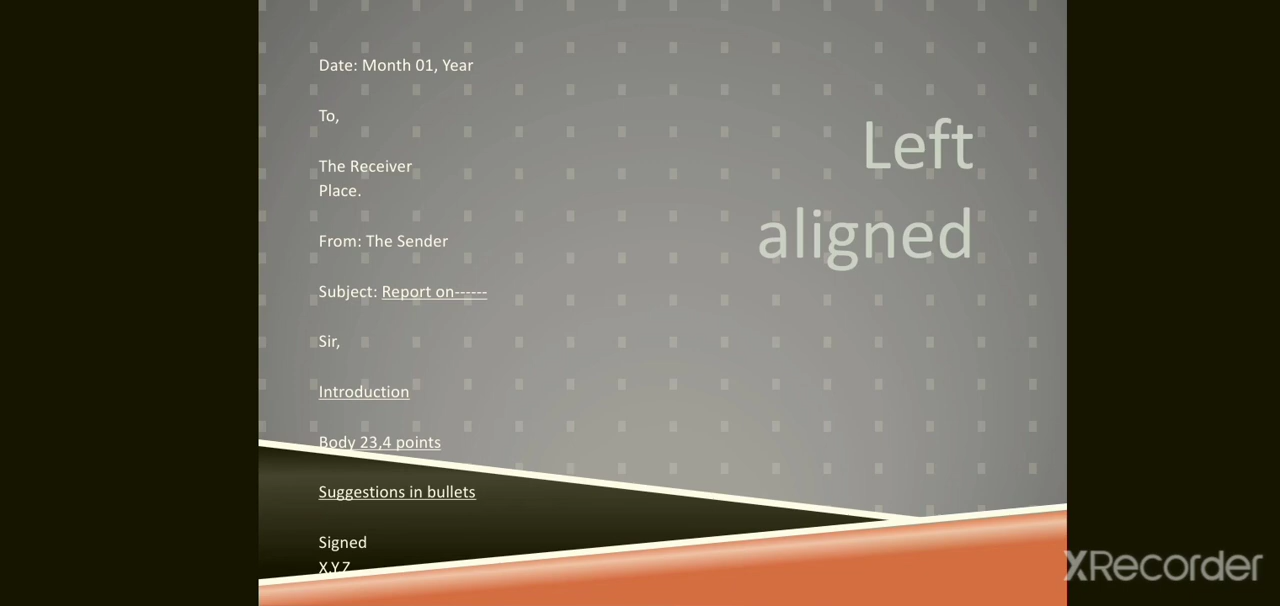 Date: Month 01, Year
To,
The Receiver
Place.
From: The Sender
Subject: Report on------
Sir,
Introduction
Body 23,4 points
Suggestions in bullets
Signed
X.Y.Z
Left
aligned
XRecorder